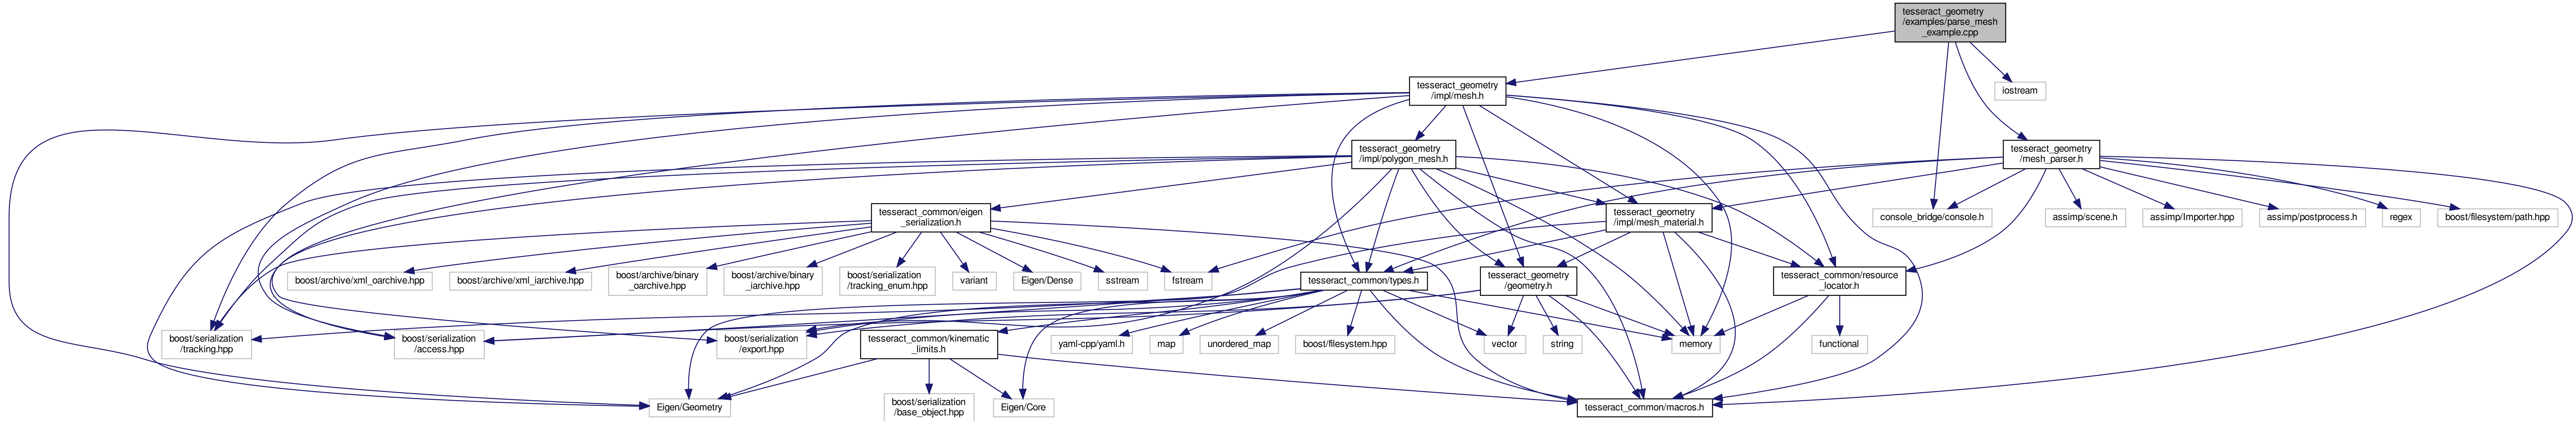 tesseract_geometry
/examples/parse_mesh
_example.cpp
tesseract_geometry
/impl/mesh.h
iostream
tesseract_geometry
/impl/polygon_mesh.h
tesseract_geometry
/mesh_parser.h
tesseract_common/eigen
_serialization.h
tesseract_geometry
/impl/mesh_material.h
console_bridge/console.h
assimp/scene.h
assimp/Importer.hpp
assimp/postprocess.h
regex
boost/filesystem/path.hpp
boost/archive/xml_oarchive.hpp
boost/archive/xml_iarchive.hpp
boost/archive/binary
_oarchive.hpp
boost/archive/binary
_iarchive.hpp
boost/serialization
/tracking_enum.hpp
variant
Eigen/Dense
sstream
fstream
tesseract_common/types.h
tesseract_geometry
/geometry.h
tesseract_common/resource
_locator.h
boost/serialization
/tracking.hpp
boost/serialization
/access.hpp
boost/serialization
/export.hpp
tesseract_common/kinematic
_limits.h
yaml-cpp/yaml.h
map
unordered_map
boost/filesystem.hpp
vector
string
memory
functional
Eigen/Geometry
boost/serialization
/base_object.hpp
Eigen/Core
tesseract_common/macros.h